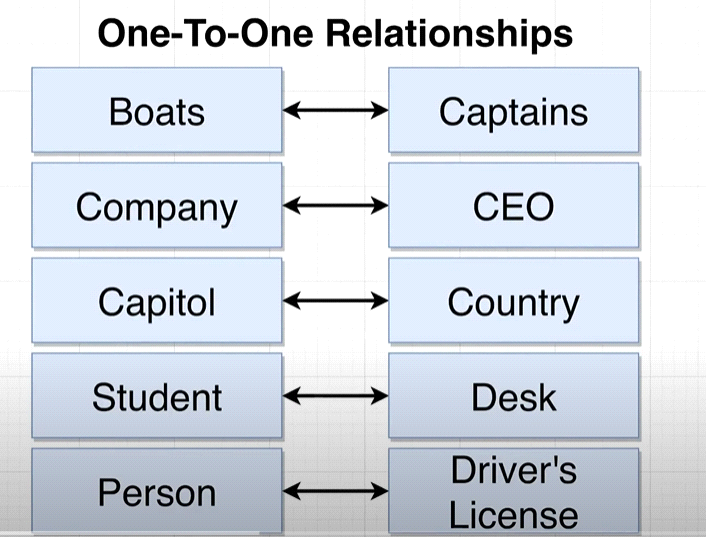 One-To-One Relationships
Boats
Captains
Company
CEO
Capitol
Country
Student
Desk
Person
Driver's
License